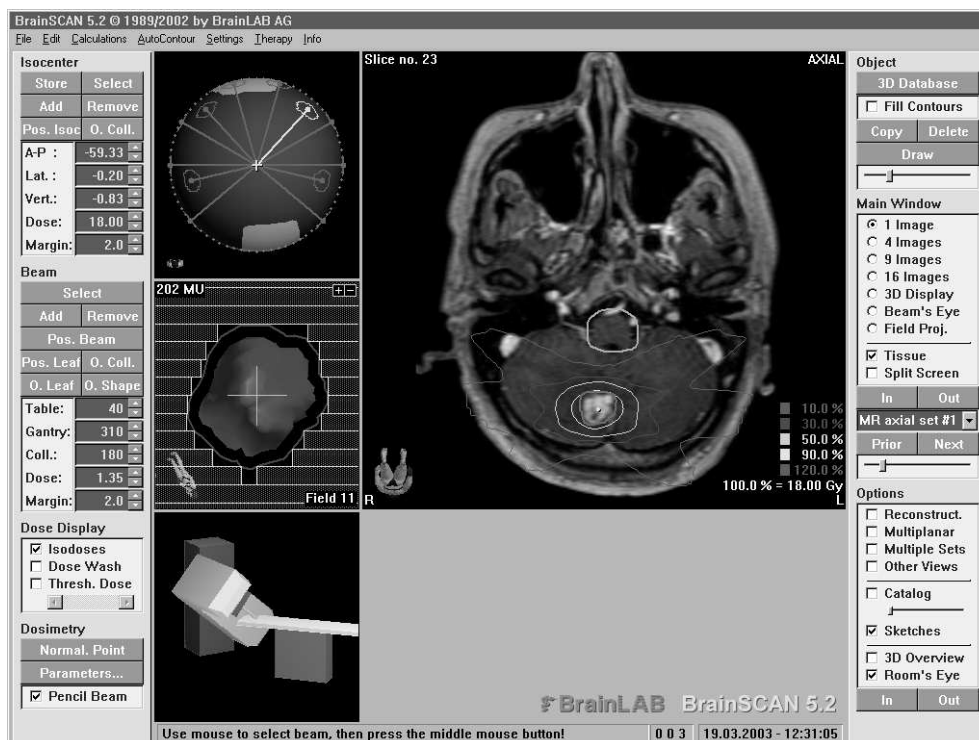 BrainSCAN 5.2 © 1989/2002 by BrainLAB AG
File Edit Calculations AutoContour Settings Therapy Info
Isocenter
Store Select
Add Remove
Pos. Isoc O. Coll.
A-P : -59.33
Lat. : -0.20
Vert.: -0.83
Dose: 18.00
Margin: 2.0
Beam
Select
Add Remove
Pos. Beam
Pos. Leaf O. Coll.
O. Leaf O. Shape
Table: 40
Gantry: 310
Coll.: 180
Dose: 1.35
Margin: 2.0
Dose Display
Isodoses
Dose Wash
Thresh. Dose
Dosimetry
Normal. Point
Parameters...
Pencil Beam
202 MU
+-
Field 11
Slice no. 23 AXIAL
10.0 %
30.0 %
50.0 %
90.0 %
120.0 %
100.0 % = 18.00 Gy
R L
BrainLAB BrainSCAN 5.2
Use mouse to select beam, then press the middle mouse button! 0 0 3 19.03.2003 - 12:31:05
Object
3D Database
Fill Contours
Copy Delete
Draw
Main Window
1 Image
4 Images
9 Images
16 Images
3D Display
Beam's Eye
Field Proj.
Tissue
Split Screen
In Out
MR axial set #1
Prior Next
Options
Reconstruct.
Multiplanar
Multiple Sets
Other Views
Catalog
Sketches
3D Overview
Room's Eye
In Out